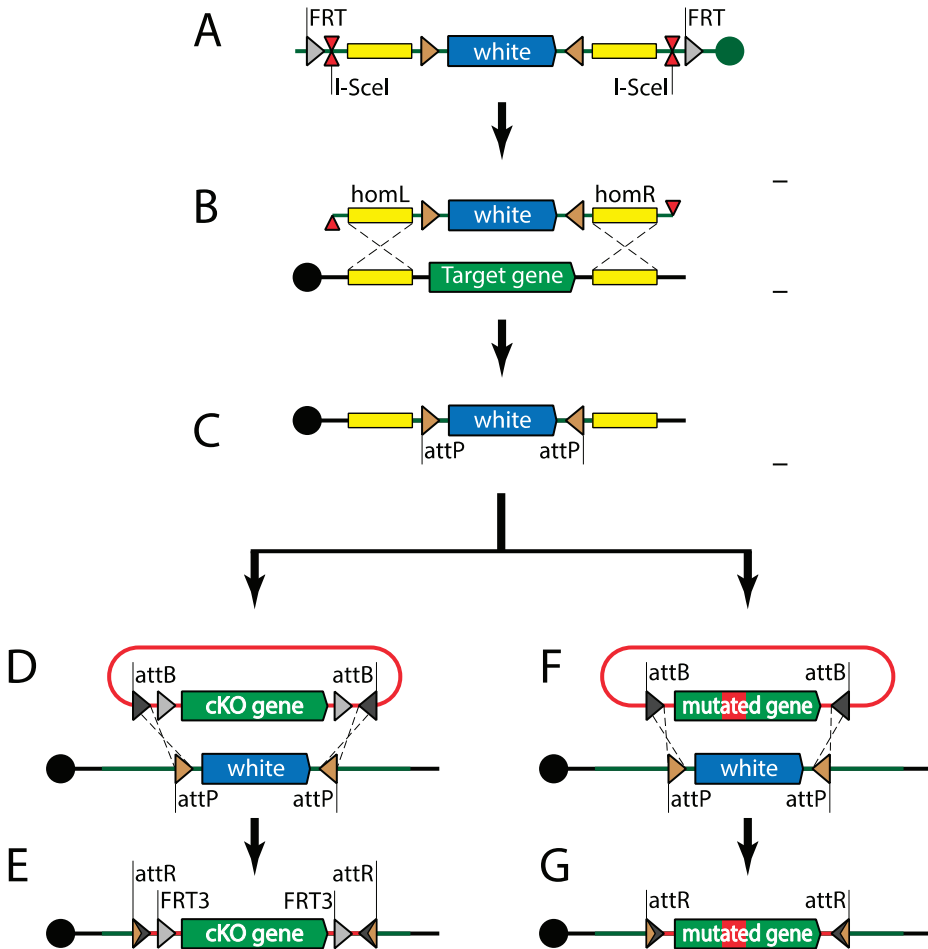 A
FRT
FRT
white
I-SceI
I-SceI
B
homL
homR
white
Target gene
C
white
attP
attP
D
attB
attB
cKO gene
white
attP
attP
F
attB
attB
mutated gene
white
attP
attP
E
attR
attR
FRT3
FRT3
cKO gene
G
attR
attR
mutated gene